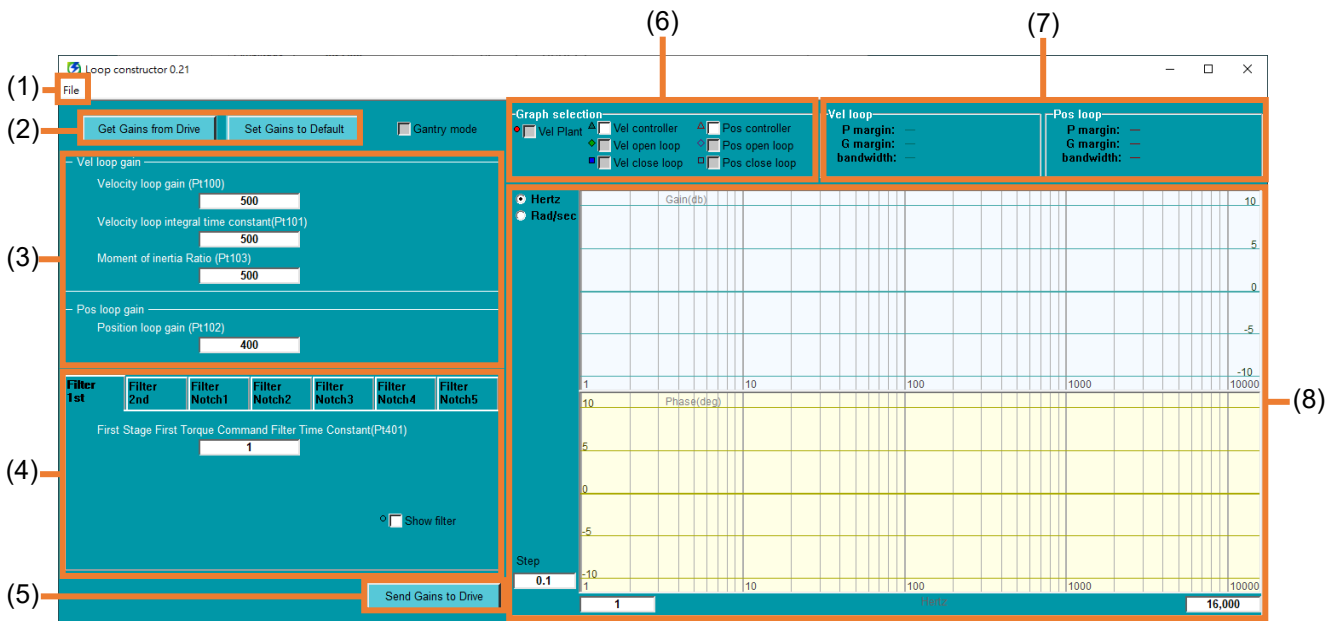 (6)
(7)
Loop constructor 0.21
(1)
File
(2)
Get Gains from Drive
Set Gains to Default
Gantry mode
Graph selection
Vel Plant
Vel controller
Pos controller
Vel open loop
Pos open loop
Vel close loop
Pos close loop
Vel loop
P margin: —
G margin: —
bandwidth: —
Pos loop
P margin: —
G margin: —
bandwidth: —
(3)
Vel loop gain
Velocity loop gain (Pt100)
500
Velocity loop integral time constant(Pt101)
500
Moment of inertia Ratio (Pt103)
500
Pos loop gain
Position loop gain (Pt102)
400
(4)
Filter 1st
Filter 2nd
Filter Notch1
Filter Notch2
Filter Notch3
Filter Notch4
Filter Notch5
First Stage First Torque Command Filter Time Constant(Pt401)
1
Show filter
(5)
Send Gains to Drive
Hertz
Rad/sec
Gain(db)
10
5
0
-5
-10
1 10 100 1000 10000
(8)
Phase(deg)
10
5
0
-5
-10
1 10 100 1000 10000
Step
0.1
1
Hertz
16,000